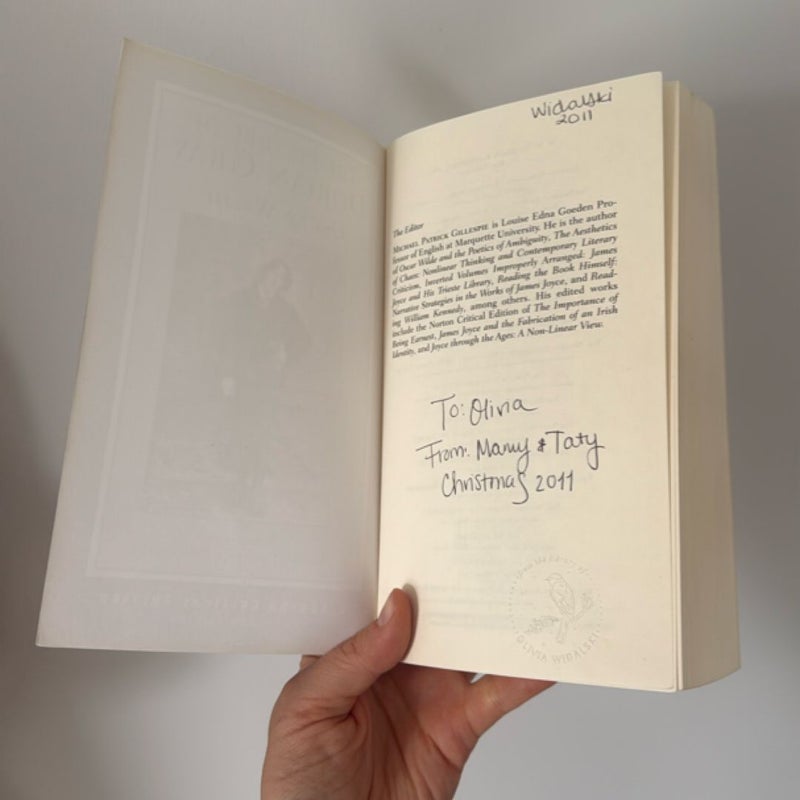 Widalski
2011
The Editor
MICHAEL PATRICK GILLESPIE is Louise Edna Goeden Pro-
fessor of English at Marquette University. He is the author
of Oscar Wilde and the Poetics of Ambiguity, The Aesthetics
of Chaos: Nonlinear Thinking and Contemporary Literary
Criticism, Inverted Volumes Improperly Arranged: James
Joyce and His Trieste Library, Reading the Book Himself:
Narrative Strategies in the Works of James Joyce, and Read-
ing William Kennedy, among others. His edited works
include the Norton Critical Edition of The Importance of
Being Earnest, James Joyce and the Fabrication of an Irish
Identity, and Joyce through the Ages: A Non-Linear View.
To: Olivia
From: Mamy & Taty
Christmas 2011
from the library of
OLIVIA WIDALSKI